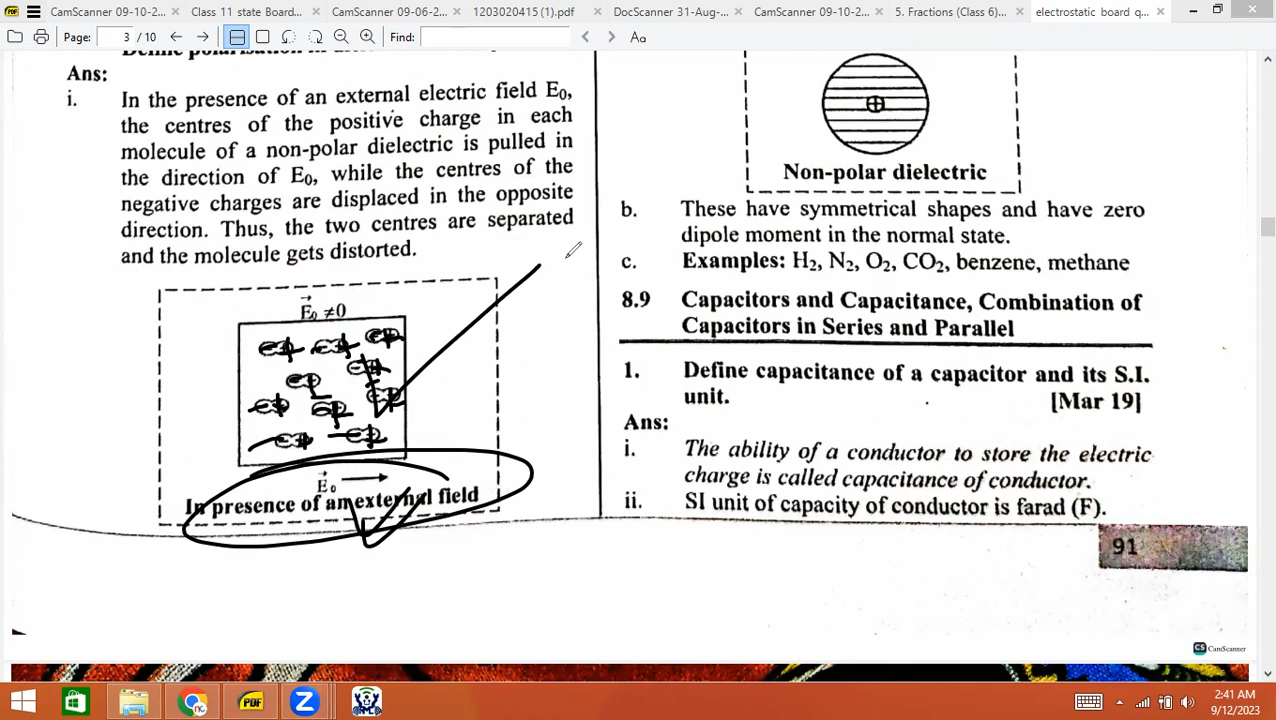 CamScanner 09-10-2... × Class 11 state Board... × CamScanner 09-06-2... × 1203020415 (1).pdf × DocScanner 31-Aug-... × CamScanner 09-10-2... × 5. Fractions (Class 6)... × electrostatic board q... ×
Page: 3 / 10 Find: Aa
Ans:
i. In the presence of an external electric field E₀,
the centres of the positive charge in each
molecule of a non-polar dielectric is pulled in
the direction of E₀, while the centres of the
negative charges are displaced in the opposite
direction. Thus, the two centres are separated
and the molecule gets distorted.
E₀ ≠0
E₀
In presence of an external field
Non-polar dielectric
b. These have symmetrical shapes and have zero
dipole moment in the normal state.
c. Examples: H₂, N₂, O₂, CO₂, benzene, methane
8.9 Capacitors and Capacitance, Combination of
Capacitors in Series and Parallel
1. Define capacitance of a capacitor and its S.I.
unit. [Mar 19]
Ans:
i. The ability of a conductor to store the electric
charge is called capacitance of conductor.
ii. SI unit of capacity of conductor is farad (F).
91
CS CamScanner
PDF
2:41 AM
9/12/2023